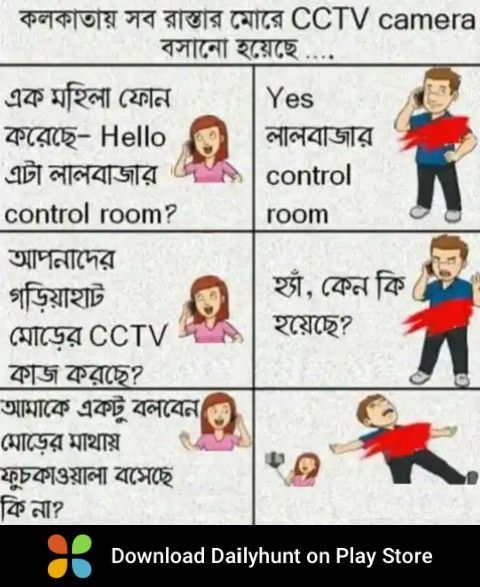 কলকাতায় সব রাস্তার মোরে CCTV camera
বসানো হয়েছে ....
এক মহিলা ফোন
করেছে- Hello
এটা লালবাজার
control room?
Yes
লালবাজার
control
room
আপনাদের
গড়িয়াহাট
মোড়ের CCTV
কাজ করছে?
হ্যাঁ, কেন কি
হয়েছে?
আমাকে একটু বলবেন
মোড়ের মাথায়
ফুচকাওয়ালা বসেছে
কি না?
Download Dailyhunt on Play Store